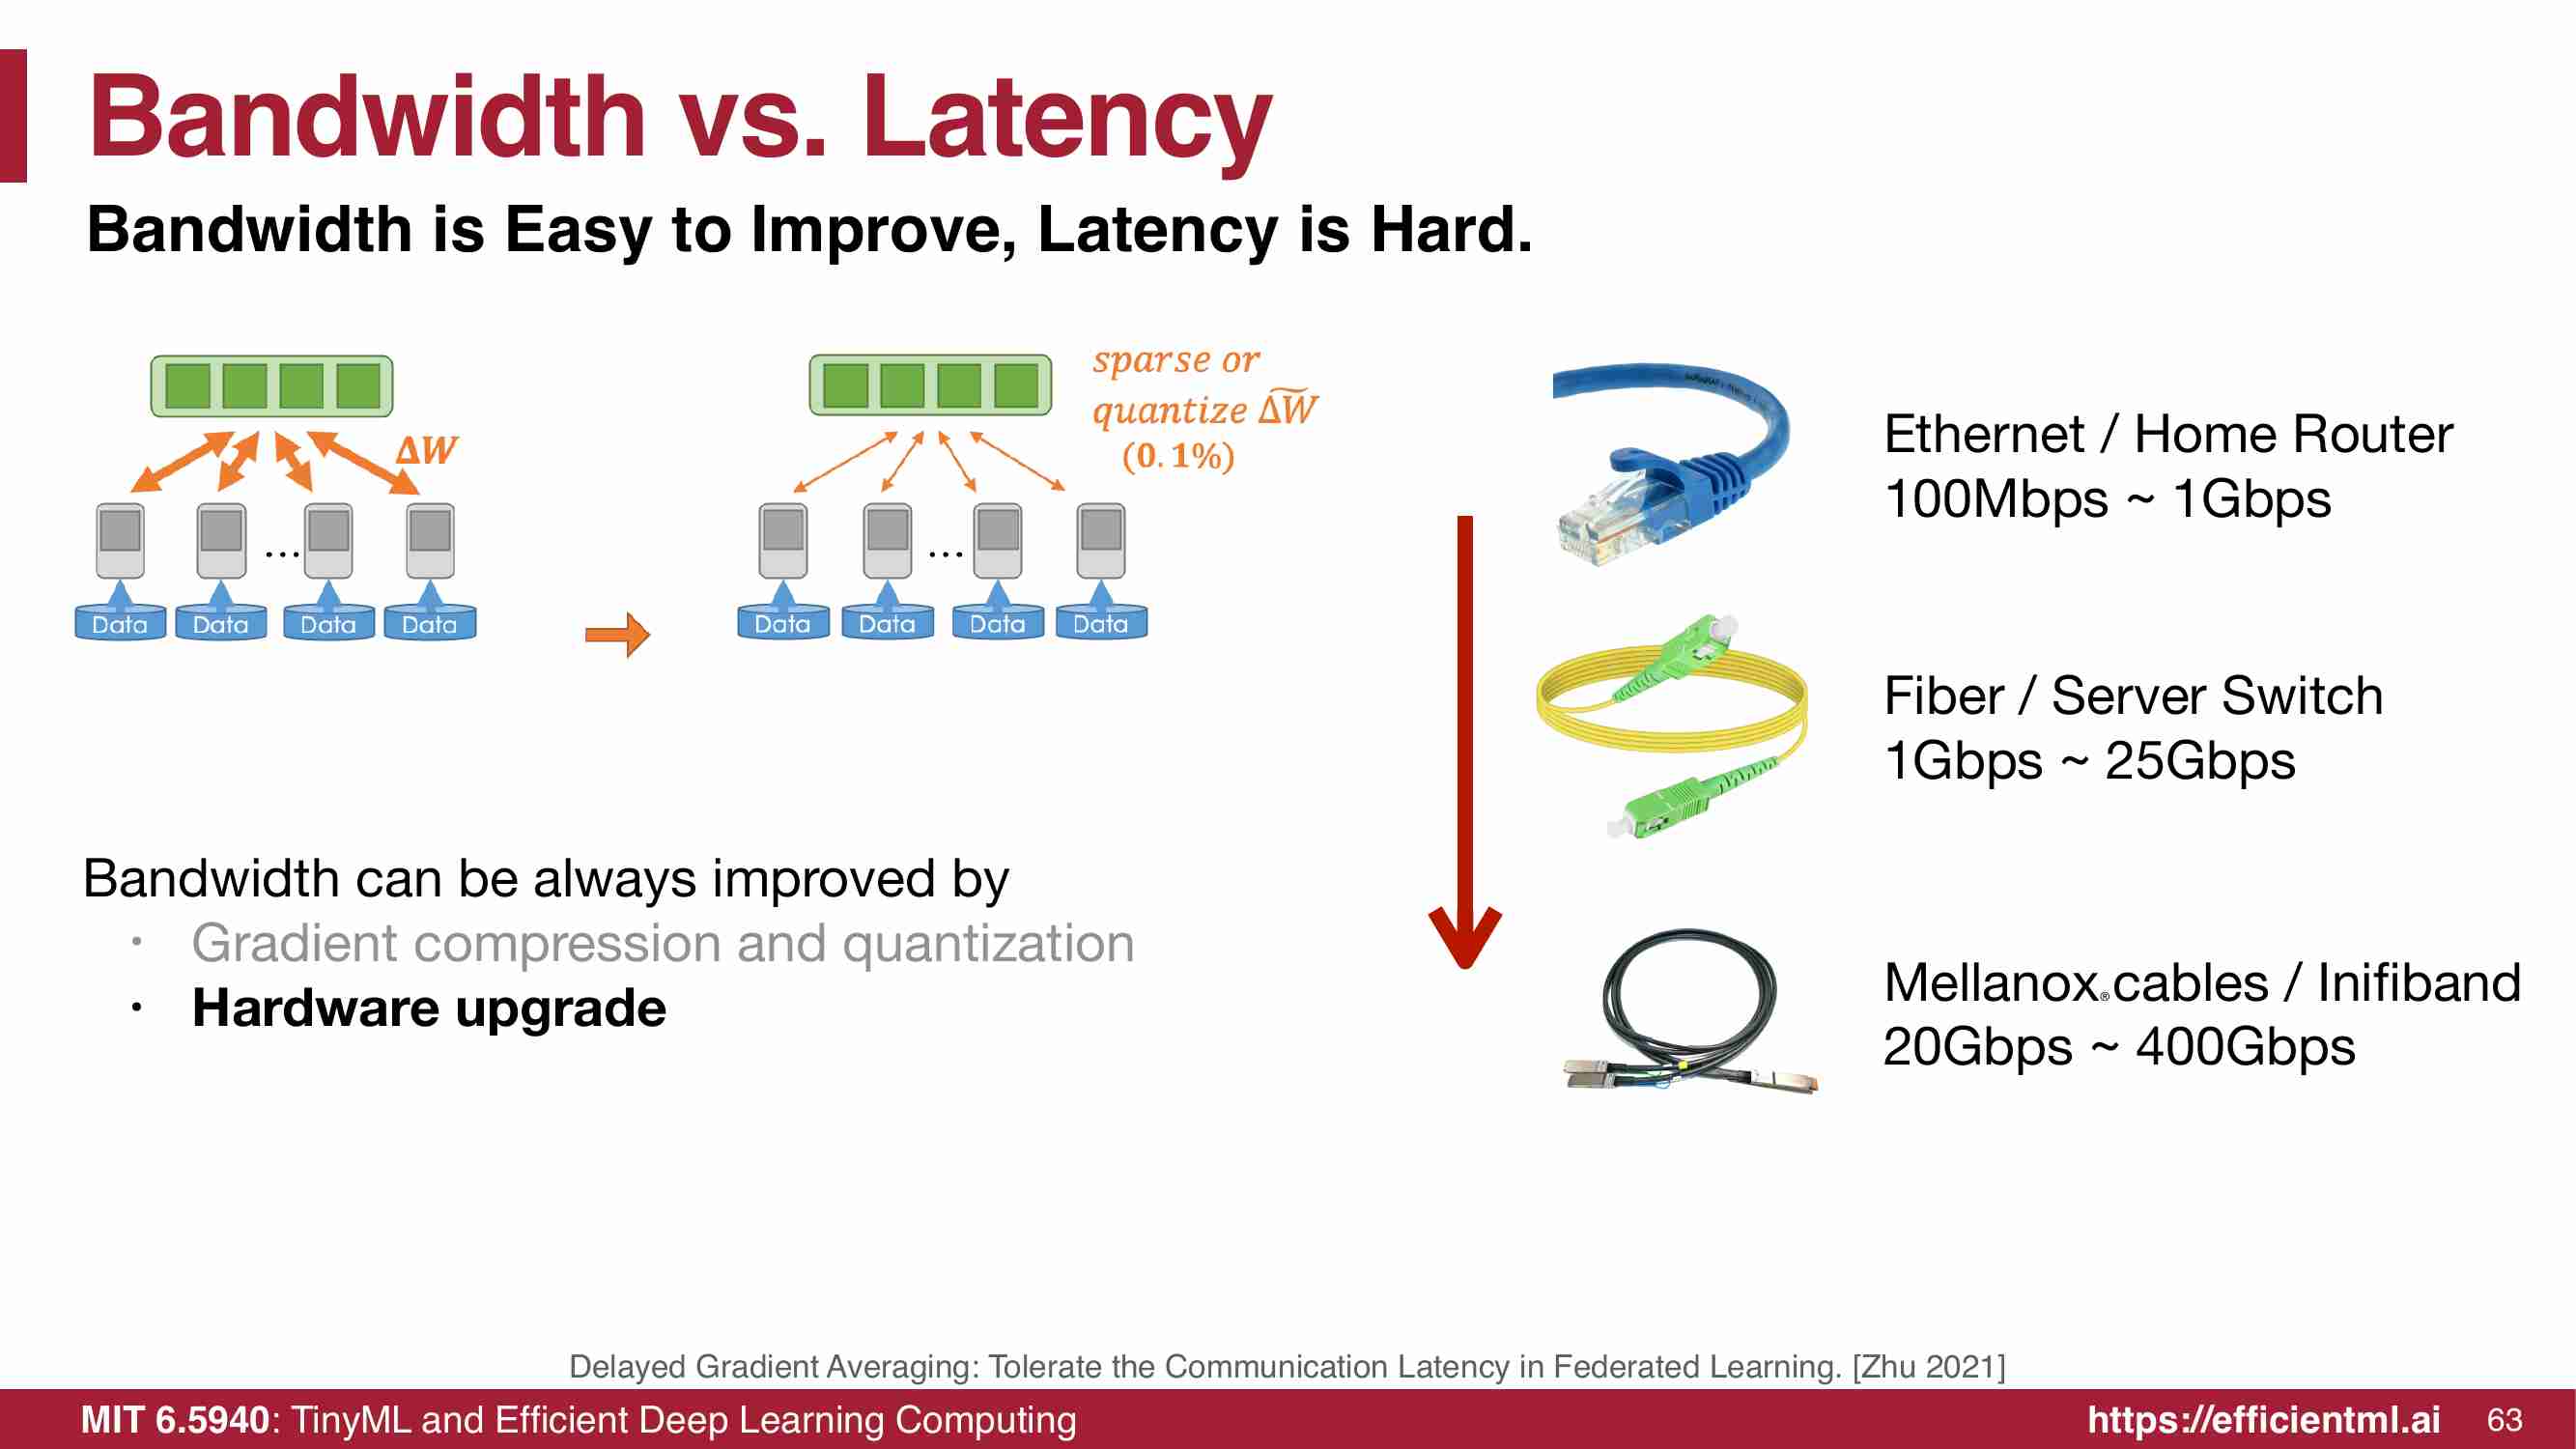 Bandwidth vs. Latency
Bandwidth is Easy to Improve, Latency is Hard.
ΔW
...
Data Data Data Data
sparse or
quantize Δ͠W
(0.1%)
...
Data Data Data Data
Bandwidth can be always improved by
· Gradient compression and quantization
· Hardware upgrade
Ethernet / Home Router
100Mbps ~ 1Gbps
Fiber / Server Switch
1Gbps ~ 25Gbps
Mellanox® cables / Inifiband
20Gbps ~ 400Gbps
Delayed Gradient Averaging: Tolerate the Communication Latency in Federated Learning. [Zhu 2021]
MIT 6.5940: TinyML and Efficient Deep Learning Computing
https://efficientml.ai 63